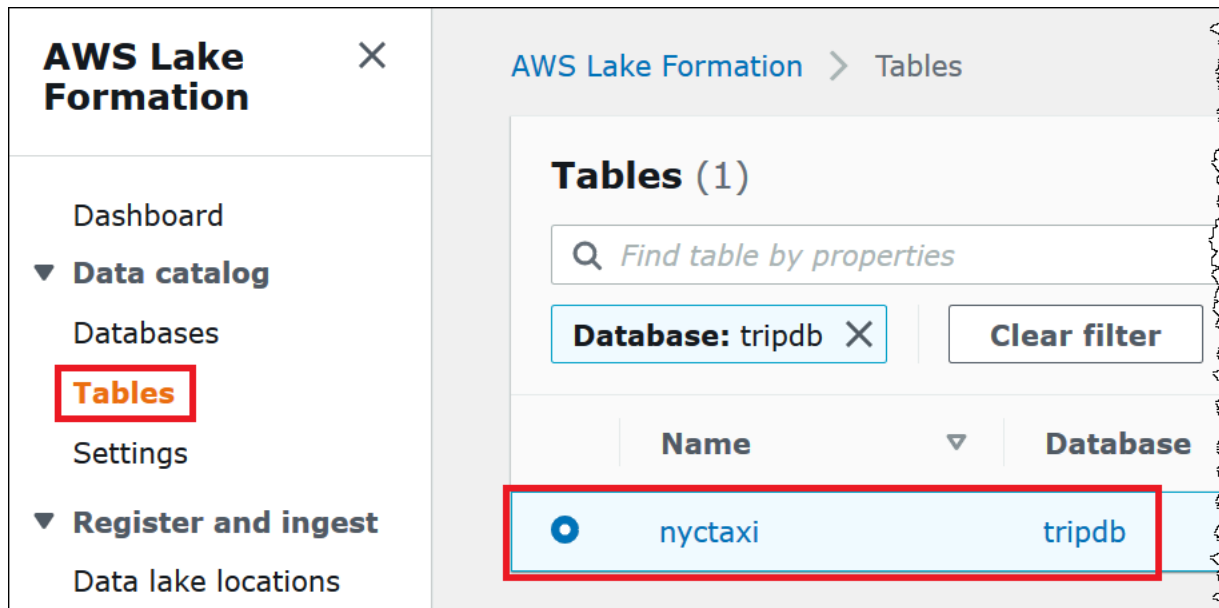 AWS Lake
Formation
Dashboard
Data catalog
Databases
Tables
Settings
Register and ingest
Data lake locations
AWS Lake Formation > Tables
Tables (1)
Find table by properties
Database: tripdb
Clear filter
Name Database
nyctaxi tripdb